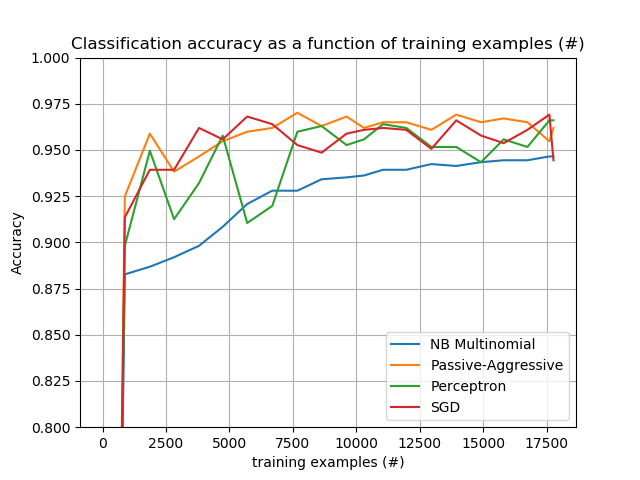 Classification accuracy as a function of training examples (#)
1.000
0.975
0.950
0.925
0.900
0.875
0.850
0.825
0.800
Accuracy
NB Multinomial
Passive-Aggressive
Perceptron
SGD
0 2500 5000 7500 10000 12500 15000 17500
training examples (#)